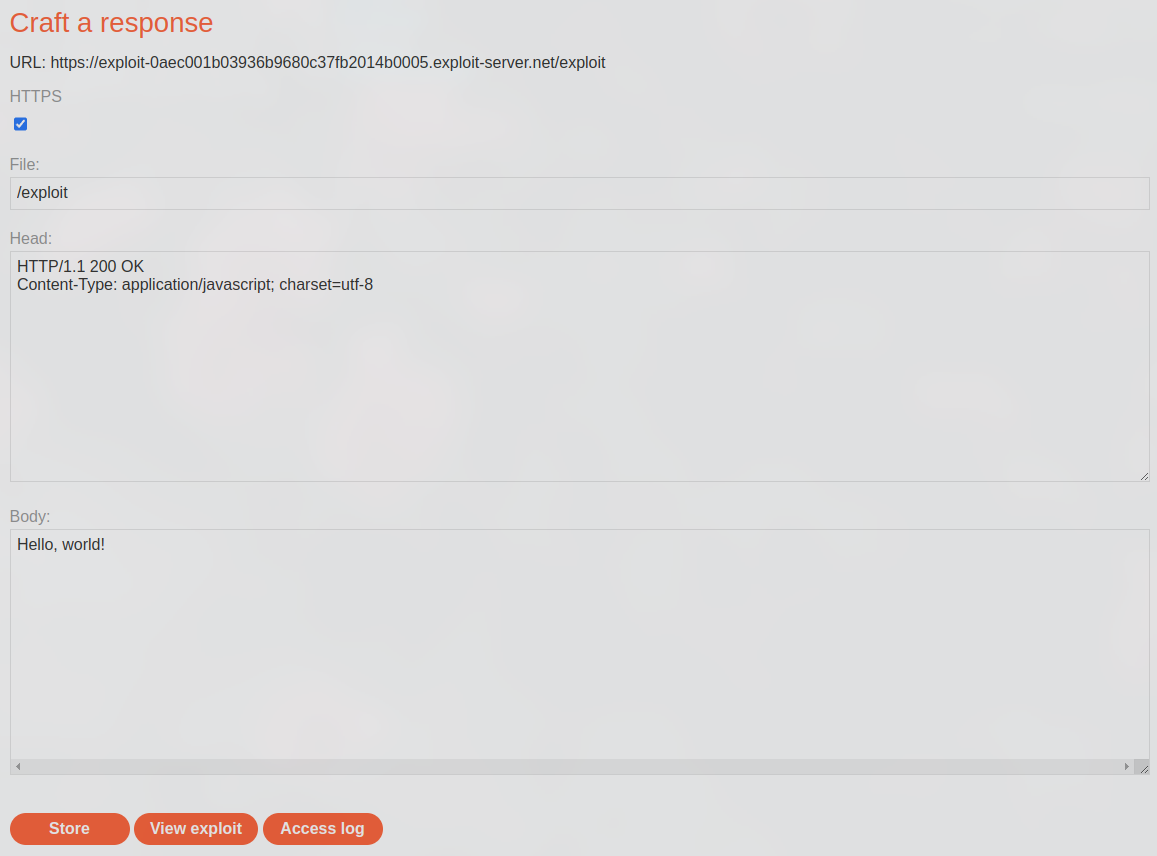 Craft a response
URL: https://exploit-0aec001b03936b9680c37fb2014b0005.exploit-server.net/exploit
HTTPS
File:
/exploit
Head:
HTTP/1.1 200 OK
Content-Type: application/javascript; charset=utf-8
Body:
Hello, world!
Store View exploit Access log